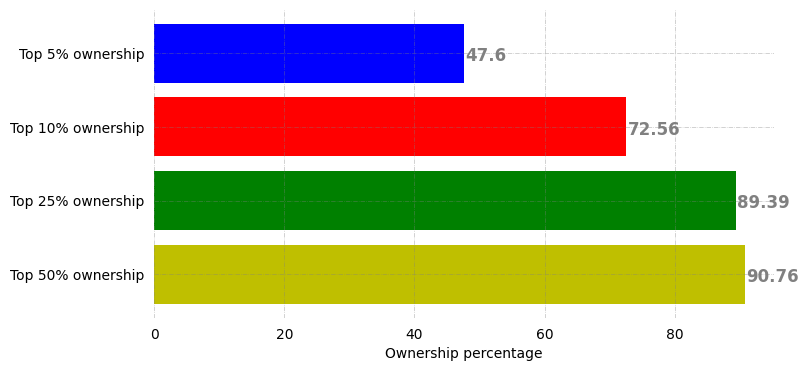 Top 5% ownership 47.6
Top 10% ownership 72.56
Top 25% ownership 89.39
Top 50% ownership 90.76
0 20 40 60 80
Ownership percentage